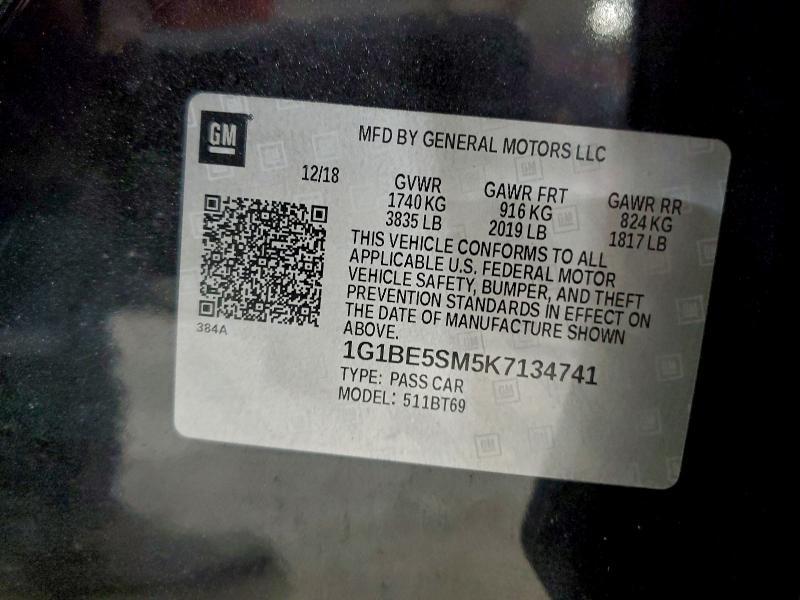 GM
MFD BY GENERAL MOTORS LLC
12/18
GVWR GAWR FRT GAWR RR
1740 KG 916 KG 824 KG
3835 LB 2019 LB 1817 LB
THIS VEHICLE CONFORMS TO ALL
APPLICABLE U.S. FEDERAL MOTOR
VEHICLE SAFETY, BUMPER, AND THEFT
PREVENTION STANDARDS IN EFFECT ON
THE DATE OF MANUFACTURE SHOWN
ABOVE.
384A
1G1BE5SM5K7134741
TYPE: PASS CAR
MODEL: 511BT69